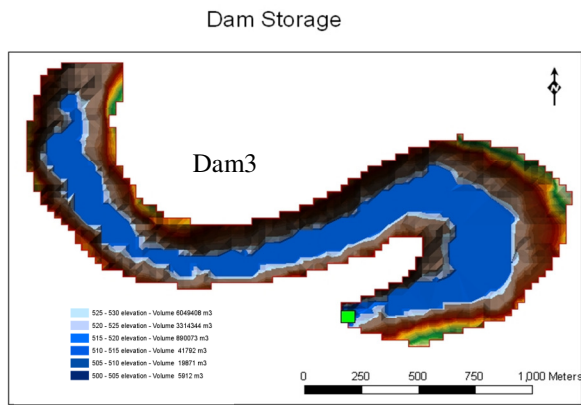 Dam Storage
N
Dam3
525 - 530 elevation - Volume 6049408 m3
520 - 525 elevation - Volume 3314344 m3
515 - 520 elevation - Volume 890073 m3
510 - 515 elevation - Volume 41792 m3
505 - 510 elevation - Volume 19871 m3
500 - 505 elevation - Volume 5912 m3
0 250 500 1,000 Meters